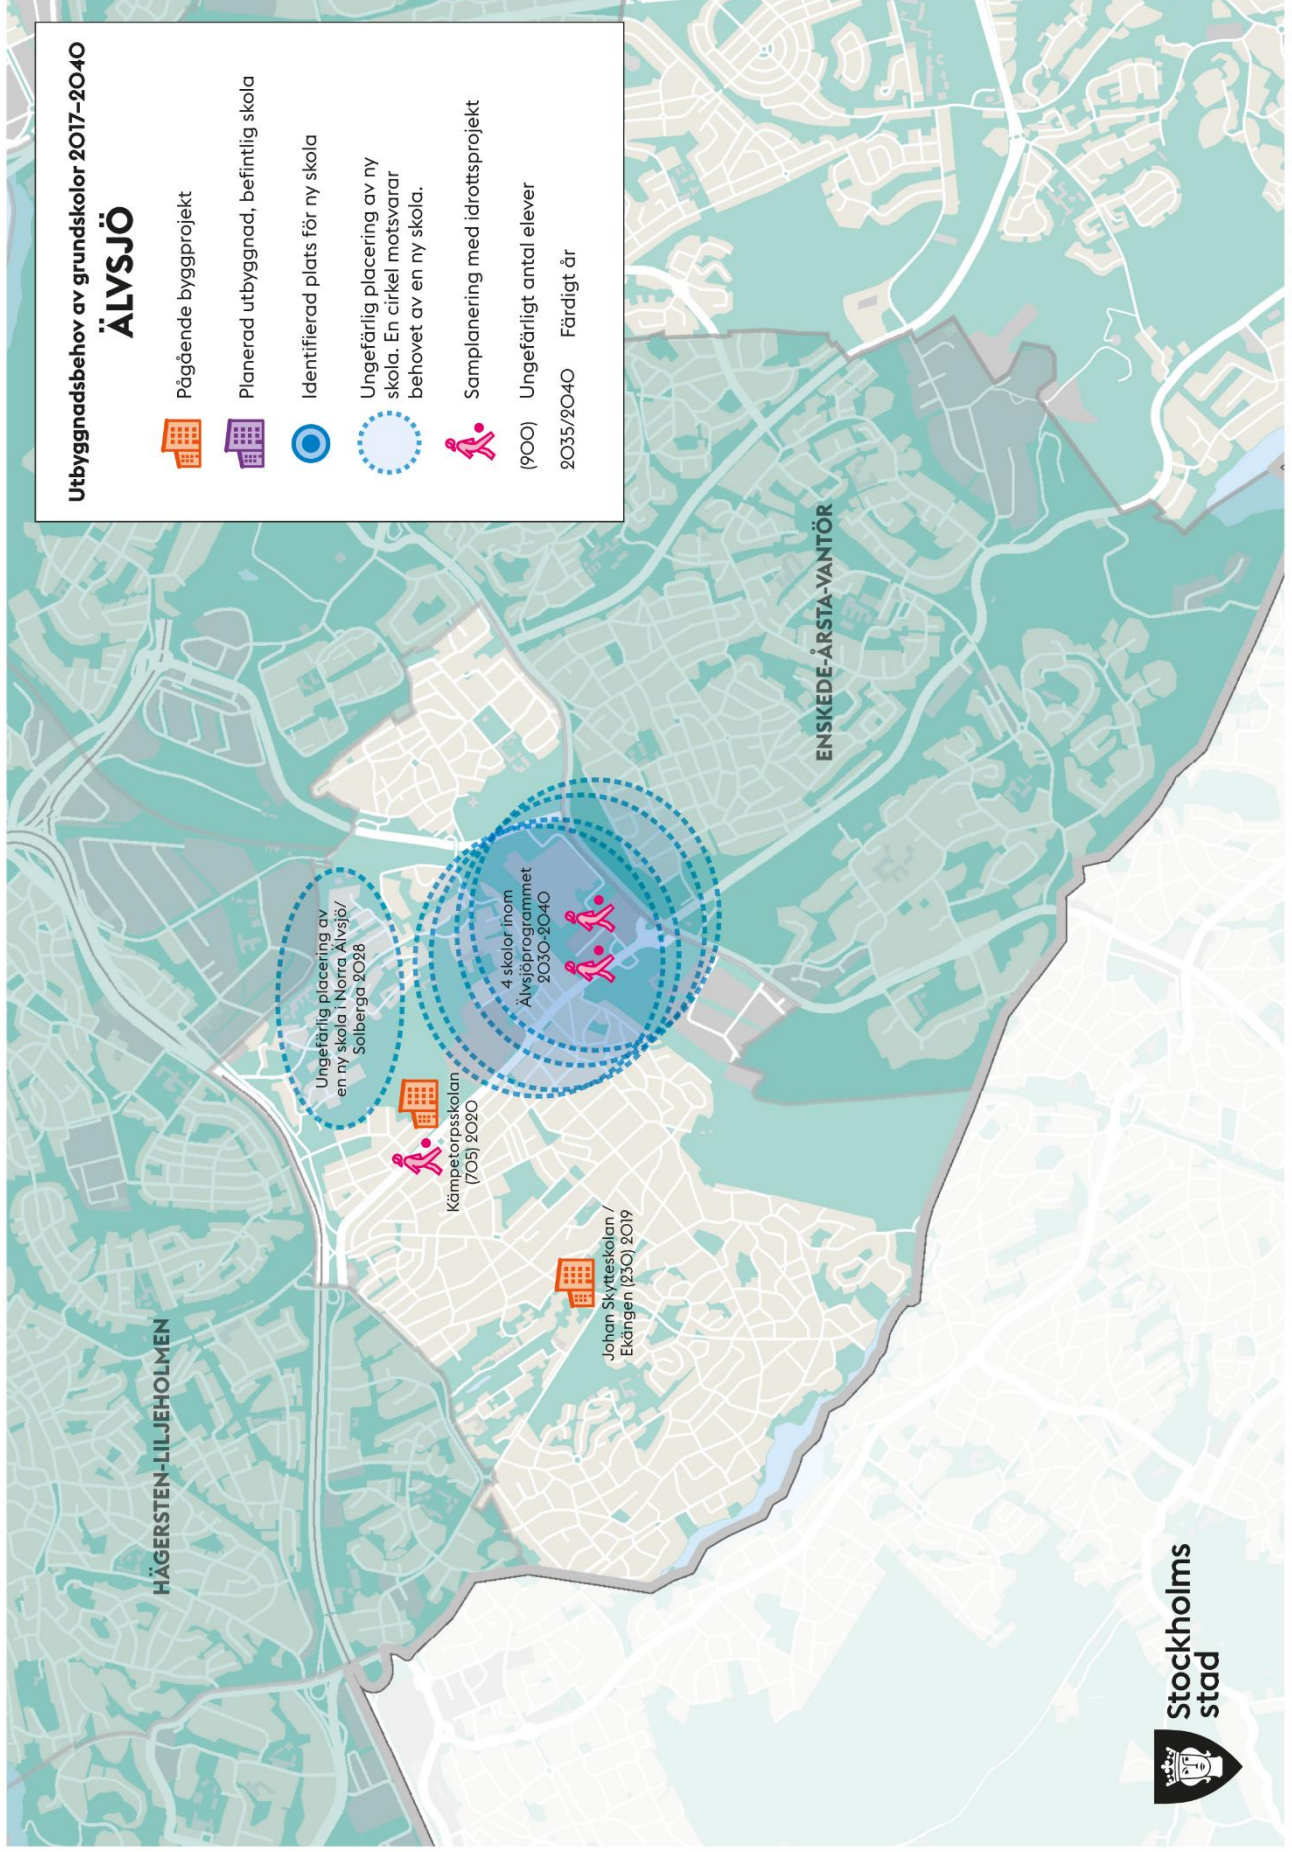 Utbyggnadsbehov av grundskolor 2017–2040
ÄLVSJÖ
Pågående byggprojekt
Planerad utbyggnad, befintlig skola
Identifierad plats för ny skola
Ungefärlig placering av ny
skola. En cirkel motsvarar
behovet av en ny skola.
Samplanering med idrottsprojekt
(900) Ungefärligt antal elever
2035/2040 Färdigt år
HÄGERSTEN-LILJEHOLMEN
Ungefärlig placering av
en ny skola i Norra Älvsjö/
Solberga 2028
Kämpetorpsskolan
(705) 2020
4 skolor inom
Älvsjöprogrammet
2030-2040
Johan Skytteskolan /
Ekängen (230) 2019
ENSKEDE-ÅRSTA-VANTÖR
Stockholms
stad